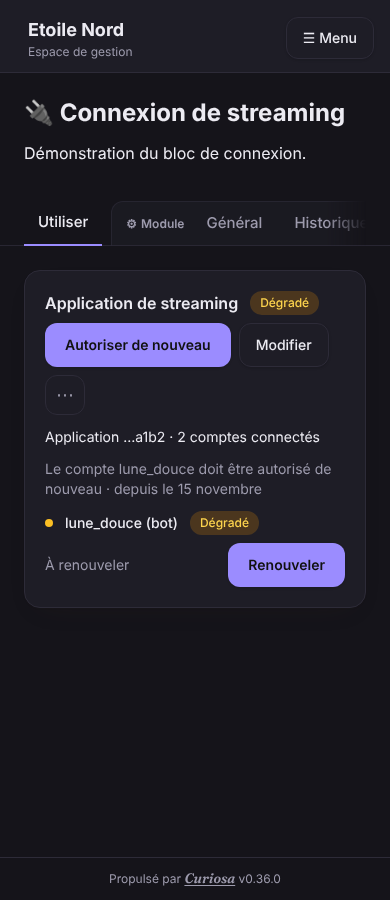 Etoile Nord
Espace de gestion
☰ Menu
🔌 Connexion de streaming
Démonstration du bloc de connexion.
Utiliser
⚙ Module
Général
Historique
Application de streaming
Dégradé
Autoriser de nouveau
Modifier
...
Application …a1b2 · 2 comptes connectés
Le compte lune_douce doit être autorisé de
nouveau · depuis le 15 novembre
lune_douce (bot)
Dégradé
À renouveler
Renouveler
Propulsé par Curiosa v0.36.0